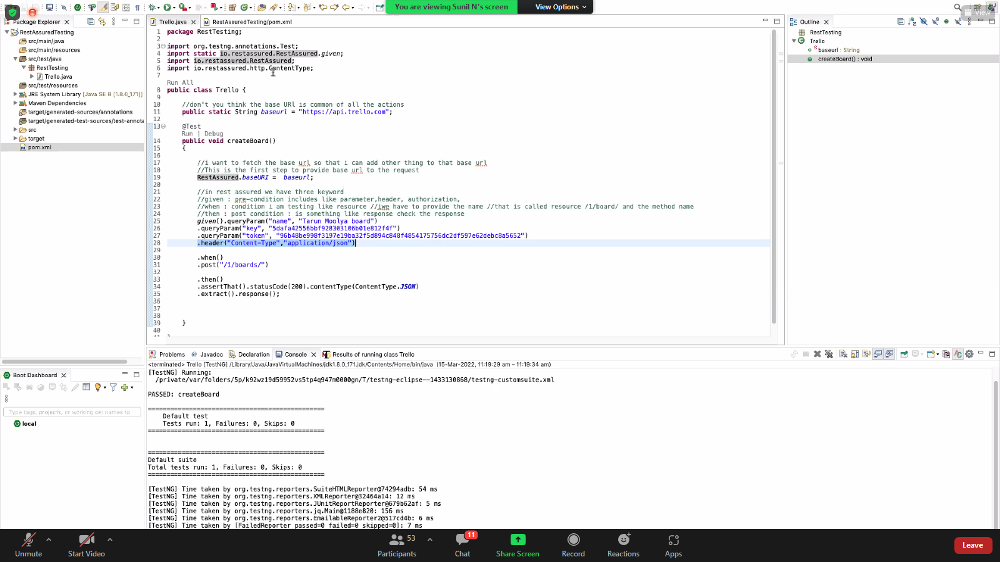 You are viewing Sunil N's screen
View Options
View
Package Explorer
RestAssuredTesting
src/main/java
src/main/resources
src/test/java
RestTesting
Trello.java
src/test/resources
JRE System Library [Java SE 8 [1.8.0_171]]
Maven Dependencies
target/generated-sources/annotations
target/generated-test-sources/test-annota
src
target
pom.xml
Trello.java
RestAssuredTesting/pom.xml
1 package RestTesting;
2
3 import org.testng.annotations.Test;
4 import static io.restassured.RestAssured.given;
5 import io.restassured.RestAssured;
6 import io.restassured.http.ContentType;
7
Run All
8 public class Trello {
9
10 //don't you think the base URl is common of all the actions
11 public static String baseurl = "https://api.trello.com";
12
13 @Test
Run | Debug
14 public void createBoard()
15 {
16
17 //i want to fetch the base url so that i can add other thing to that base url
18 //This is the first step to provide base url to the request
19 RestAssured.baseURI = baseurl;
20
21 //in rest assured we have three keyword
22 //given : pre-condition includes like parameter,header, authorization,
23 //when : condition i am testing like resource //iwe have to provide the name //that is called resource /1/board/ and the method name
24 //then : post condition : is something like response check the response
25 given().queryParam("name", "Tarun Moolya board")
26 .queryParam("key", "5dafa42556bbf928303106b01e812f4f")
27 .queryParam("token", "96b48be998f3197e19ba32f5d894c848f4854175756dc2df597e62debc8a5652")
28 .header("Content-Type","application/json")
29
30 .when()
31 .post("/1/boards/")
32
33 .then()
34 .assertThat().statusCode(200).contentType(ContentType.JSON)
35 .extract().response();
36
37
38
39 }
40
Outline
RestTesting
Trello
baseurl : String
createBoard() : void
Problems
Javadoc
Declaration
Console
Results of running class Trello
<terminated> Trello [TestNG] /Library/Java/JavaVirtualMachines/jdk1.8.0_171.jdk/Contents/Home/bin/java (15-Mar-2022, 11:19:29 am – 11:19:34 am)
[TestNG] Running:
/private/var/folders/5p/k92wz19d59952vs5tp4q947m0000gn/T/testng-eclipse--1433130868/testng-customsuite.xml
PASSED: createBoard
===============================================
Default test
Tests run: 1, Failures: 0, Skips: 0
===============================================
===============================================
Default suite
Total tests run: 1, Failures: 0, Skips: 0
===============================================
[TestNG] Time taken by org.testng.reporters.SuiteHTMLReporter@74294adb: 54 ms
[TestNG] Time taken by org.testng.reporters.XMLReporter@32464a14: 12 ms
[TestNG] Time taken by org.testng.reporters.JUnitReportReporter@679b62af: 5 ms
[TestNG] Time taken by org.testng.reporters.jq.Main@1188e820: 156 ms
[TestNG] Time taken by org.testng.reporters.EmailableReporter2@517cd4b: 6 ms
[TestNG] Time taken by [FailedReporter passed=0 failed=0 skipped=0]: 7 ms
Boot Dashboard
Type tags, projects, or working set names to
local
Unmute
Start Video
53
Participants
11
Chat
Share Screen
Record
Reactions
Apps
Leave